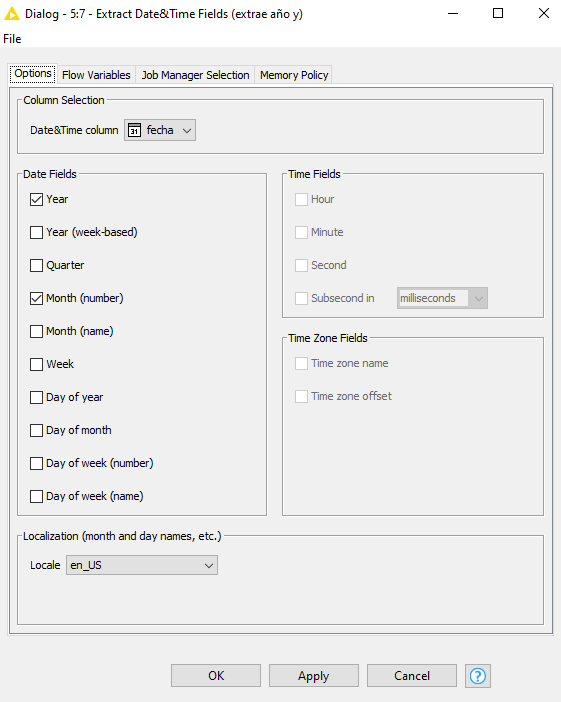 Dialog - 5:7 - Extract Date&Time Fields (extrae año y)
File
Options Flow Variables Job Manager Selection Memory Policy
Column Selection
Date&Time column 31 fecha
Date Fields
Year
Year (week-based)
Quarter
Month (number)
Month (name)
Week
Day of year
Day of month
Day of week (number)
Day of week (name)
Time Fields
Hour
Minute
Second
Subsecond in milliseconds
Time Zone Fields
Time zone name
Time zone offset
Localization (month and day names, etc.)
Locale en_US
OK Apply Cancel ?